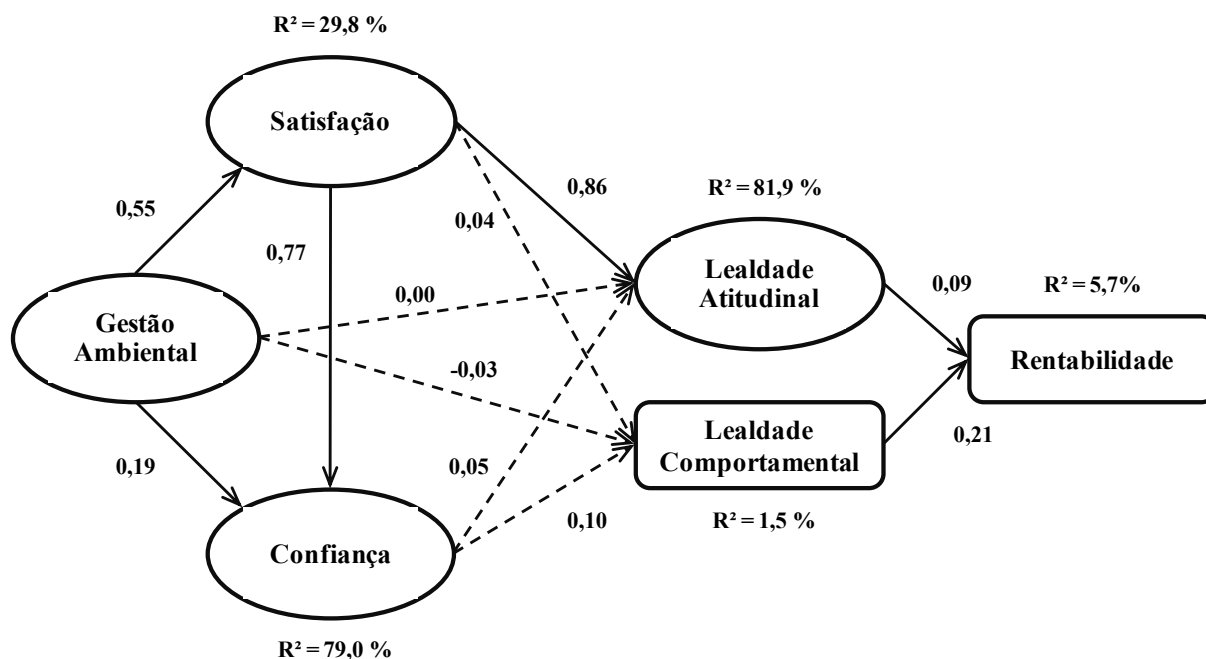 R² = 29,8 %
Satisfação
0,86
R² = 81,9 %
0,55
0,04
0,77
Lealdade
Atitudinal
0,09
R² = 5,7%
0,00
Gestão
Ambiental
Rentabilidade
-0,03
Lealdade
Comportamental
0,21
0,19
0,05
0,10
R² = 1,5 %
Confiança
R² = 79,0 %